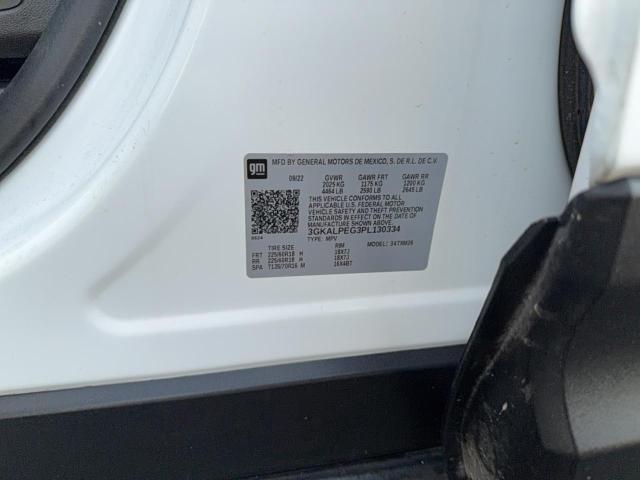 gm
MFD BY GENERAL MOTORS DE MEXICO, S. DE R.L. DE C.V.
09/22 GVWR GAWR FRT GAWR RR
2025 KG 1175 KG 1200 KG
4464 LB 2590 LB 2645 LB
THIS VEHICLE CONFORMS TO ALL
APPLICABLE U.S. FEDERAL MOTOR
VEHICLE SAFETY AND THEFT PREVENTION
STANDARDS IN EFFECT ON THE DATE OF
MANUFACTURE SHOWN ABOVE.
3GKALPEG3PL130334
TYPE: MPV MODEL:
TIRE SIZE RIM
FRT 225/60R18 H 18X7J
RR 225/60R18 H 18X7J
SPA T135/70R16 M 16X4BT